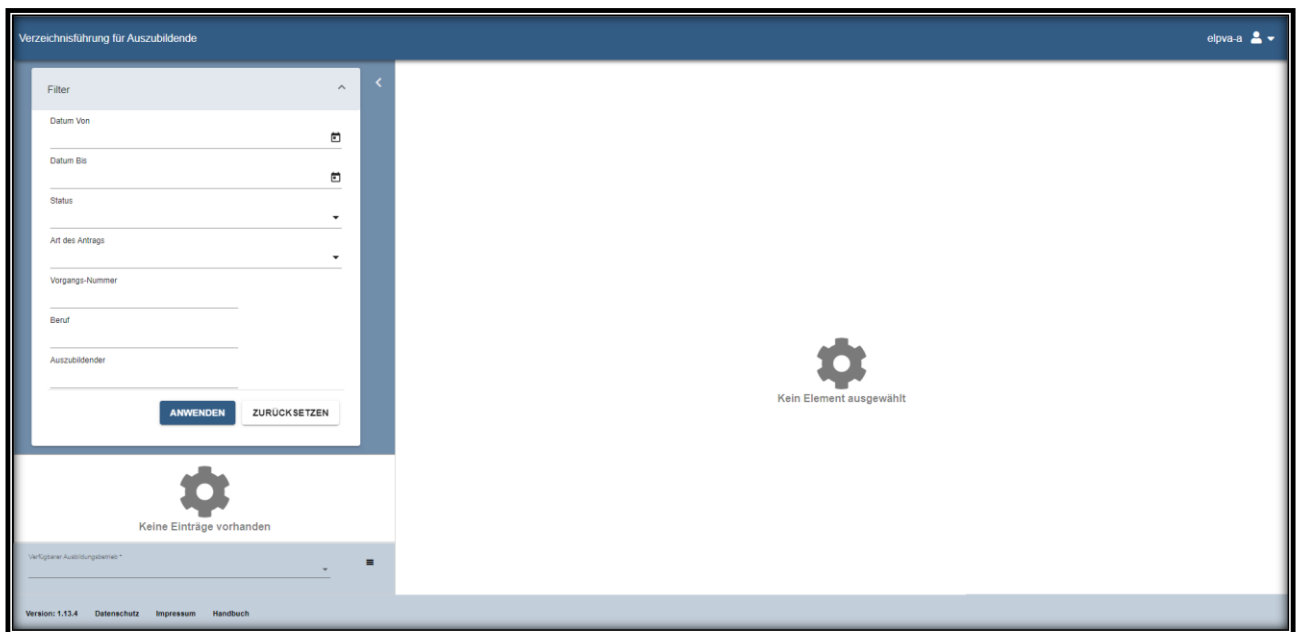 Verzeichnisführung für Auszubildende
elpva-a
Filter
Datum Von
Datum Bis
Status
Art des Antrags
Vorgangs-Nummer
Beruf
Auszubildender
ANWENDEN ZURÜCKSETZEN
Kein Element ausgewählt
Keine Einträge vorhanden
Verfügbarer Ausbildungsbetrieb *
Version: 1.13.4 Datenschutz Impressum Handbuch